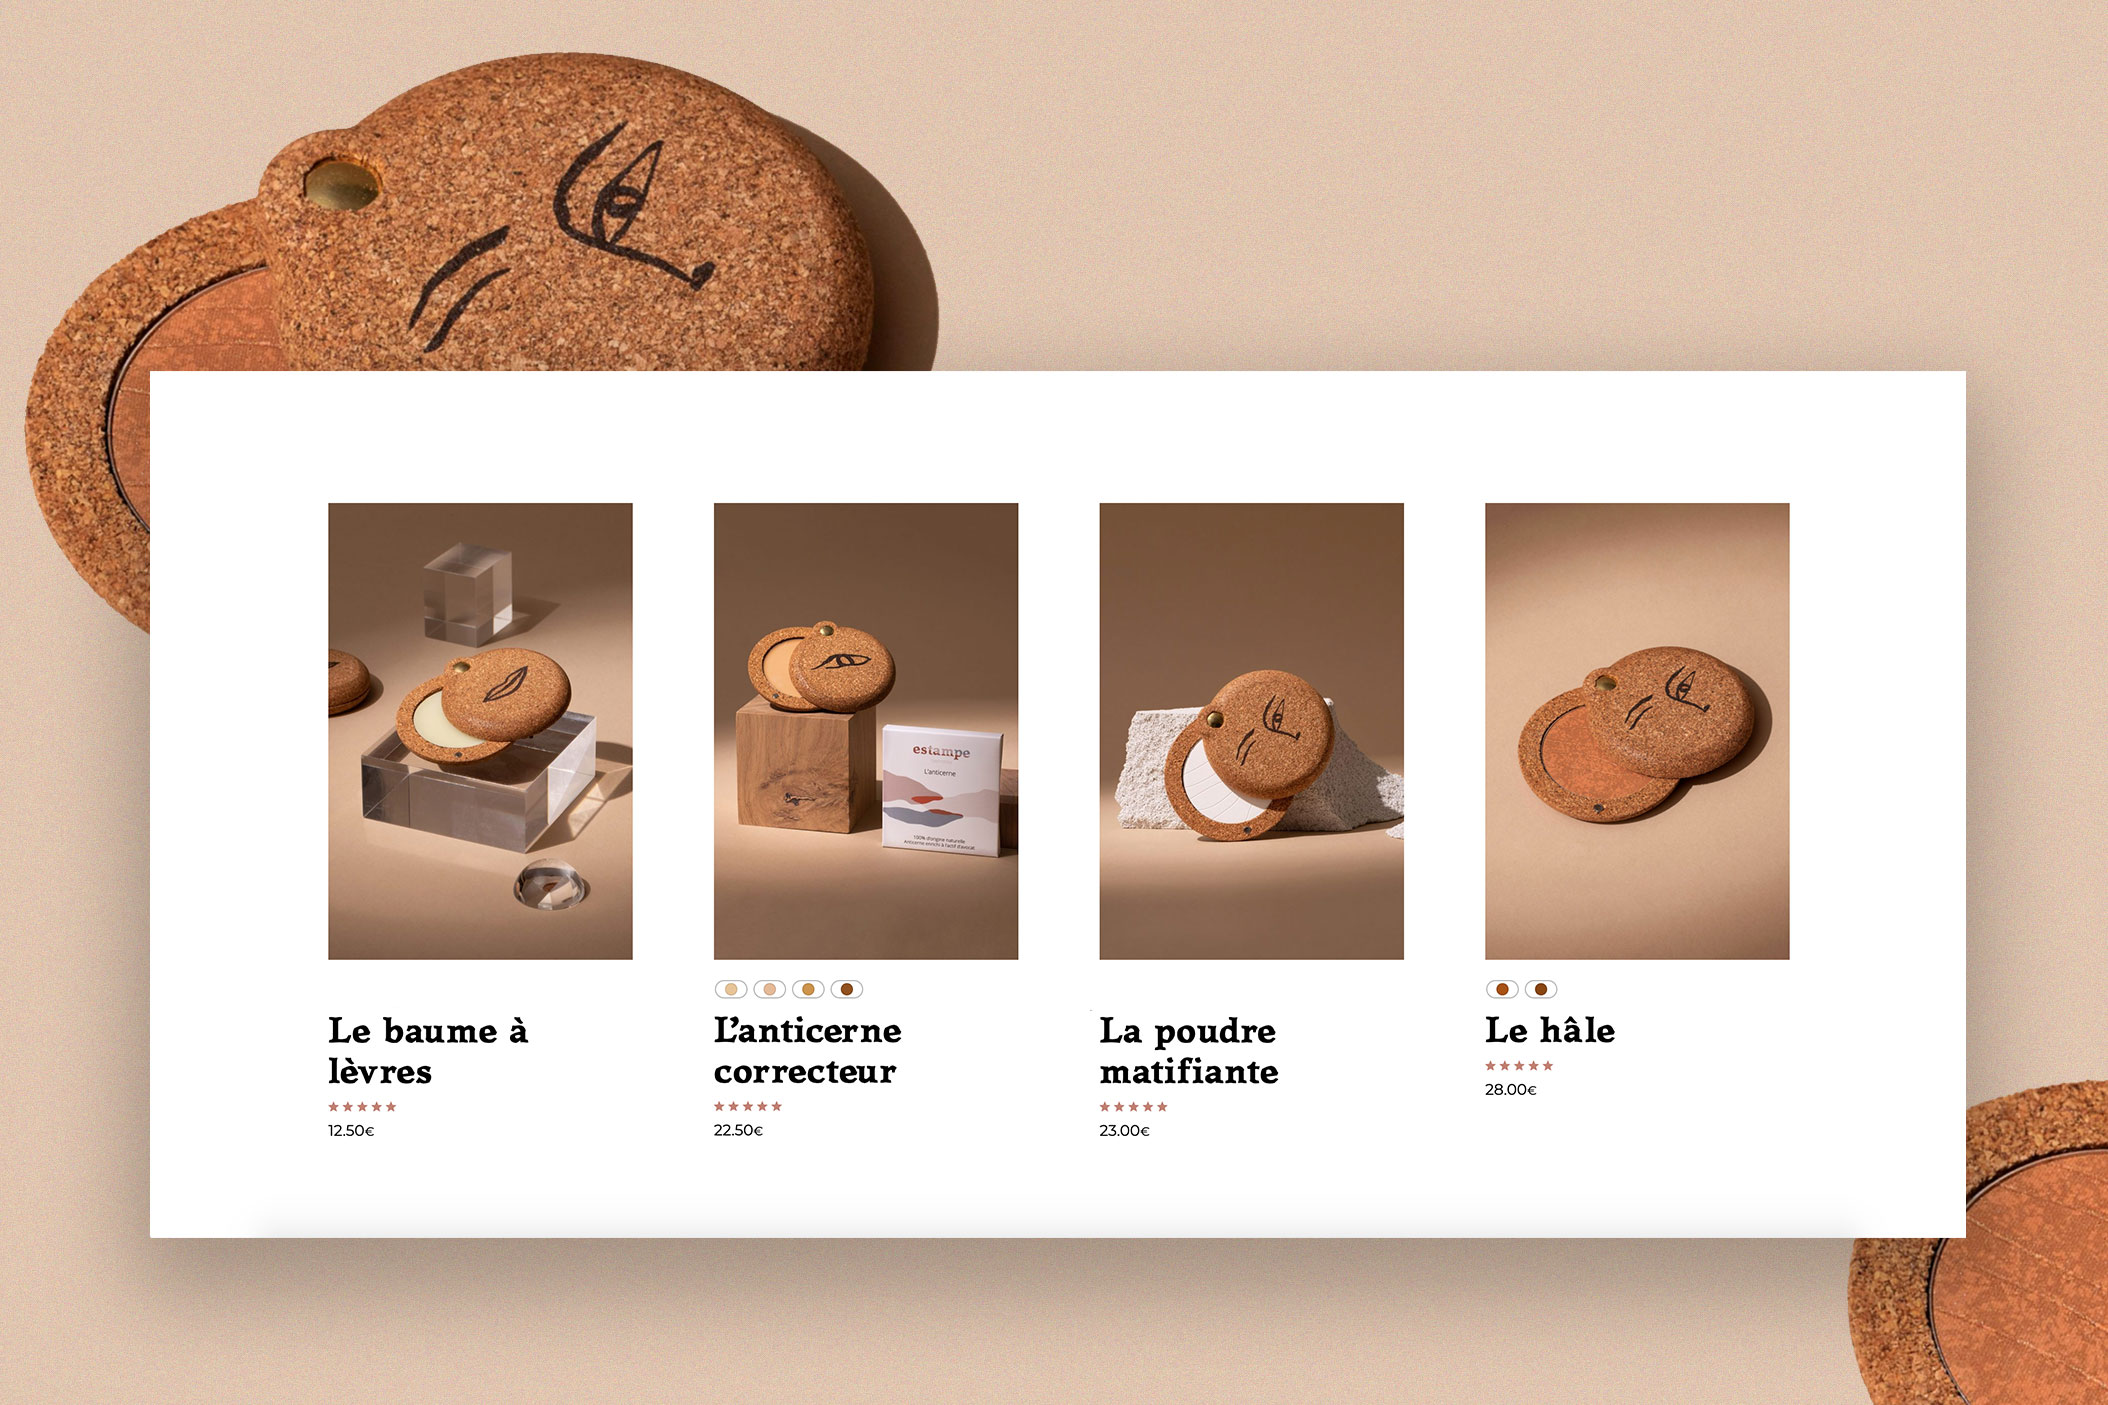 estampe
L'anticerne
100% d'origine naturelle
Anticerne enrichi à l'actif d'avocat
Le baume à
lèvres
12.50€
L'anticerne
correcteur
22.50€
La poudre
matifiante
23.00€
Le hâle
28.00€